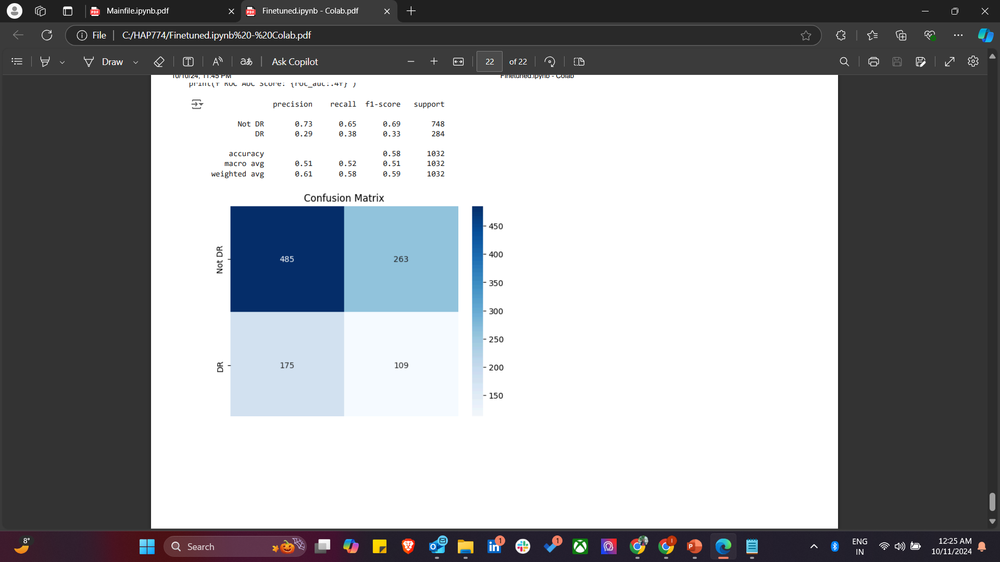 Mainfile.ipynb.pdf
Finetuned.ipynb - Colab.pdf
File
C:/HAP774/Finetuned.ipynb%20-%20Colab.pdf
Draw
Ask Copilot
22 of 22
10/10/24, 11:45 PM
Finetuned.ipynb - Colab
print(f"ROC AUC Score: {roc_auc:.4f}")
precision recall f1-score support
Not DR 0.73 0.65 0.69 748
DR 0.29 0.38 0.33 284
accuracy 0.58 1032
macro avg 0.51 0.52 0.51 1032
weighted avg 0.61 0.58 0.59 1032
Confusion Matrix
Not DR
485
263
DR
175
109
450
400
350
300
250
200
150
8°
Search
1
1
ENG
IN
12:25 AM
10/11/2024